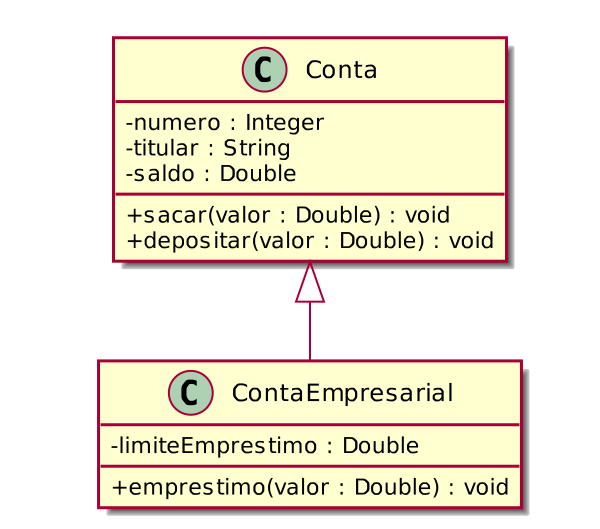 C Conta
-numero : Integer
-titular : String
-saldo : Double
+sacar(valor : Double) : void
+depositar(valor : Double) : void
C ContaEmpresarial
-limiteEmprestimo : Double
+emprestimo(valor : Double) : void